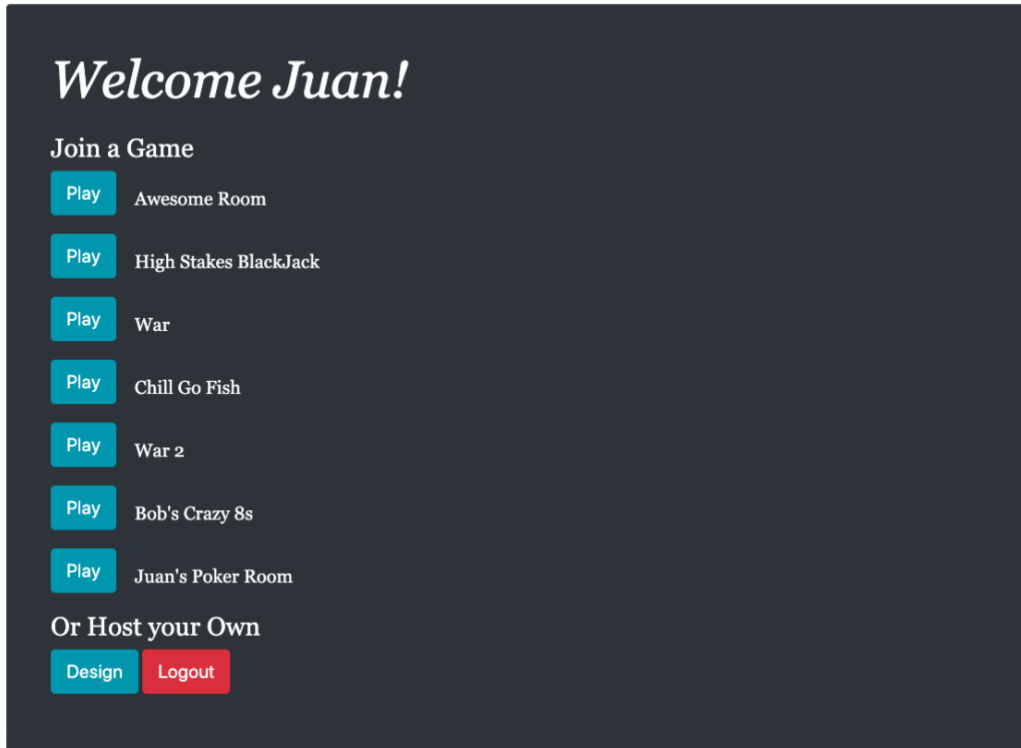 Welcome Juan!
Join a Game
Play Awesome Room
Play High Stakes BlackJack
Play War
Play Chill Go Fish
Play War 2
Play Bob's Crazy 8s
Play Juan's Poker Room
Or Host your Own
Design Logout